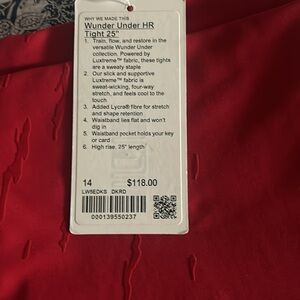 WHY WE MADE THIS
Wunder Under HR
Tight 25"
1. Train, flow, and restore in the
versatile Wunder Under
collection. Powered by
Luxtreme™ fabric, these tights
are a sweaty staple
2. Our slick and supportive
Luxtreme™ fabric is
sweat-wicking, four-way
stretch, and feels cool to the
touch
3. Added Lycra® fibre for stretch
and shape retention
4. Waistband lies flat and won't
dig in
5. Waistband pocket holds your key
or card
6. High rise, 25" length
14 $118.00
LW5EDKS DKRD
000139550237